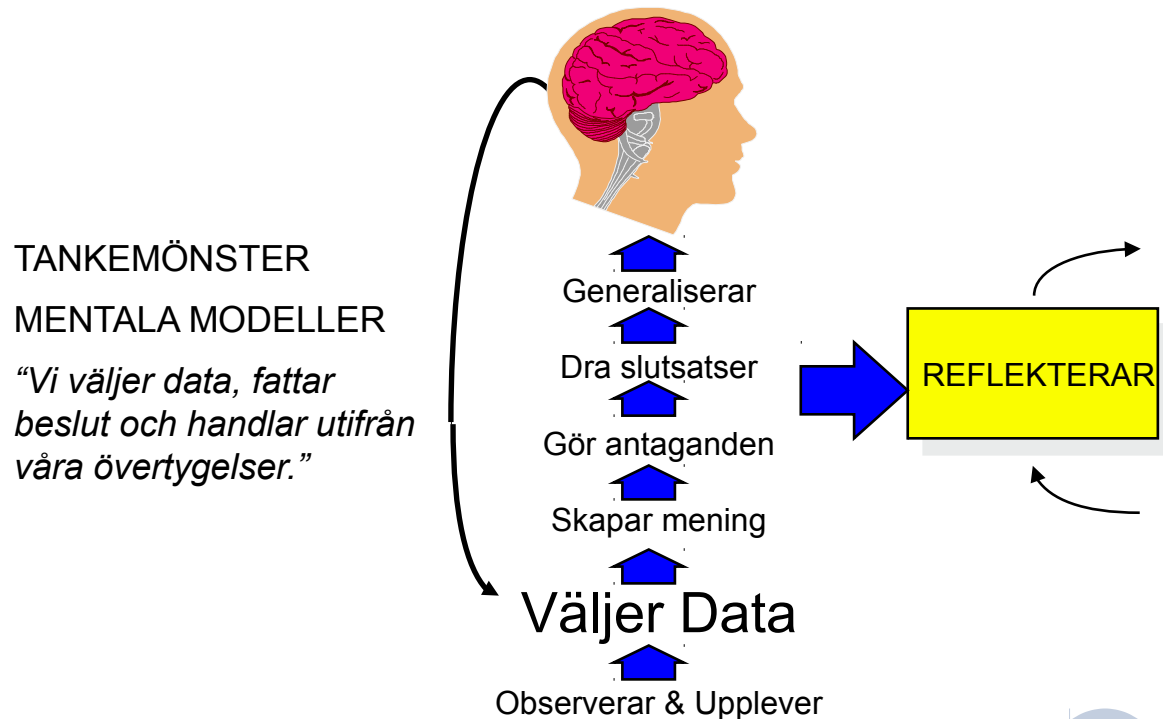 TANKEMÖNSTER
MENTALA MODELLER
“Vi väljer data, fattar
beslut och handlar utifrån
våra övertygelser.”
Generaliserar
Dra slutsatser
Gör antaganden
Skapar mening
Väljer Data
Observerar & Upplever
REFLEKTERAR